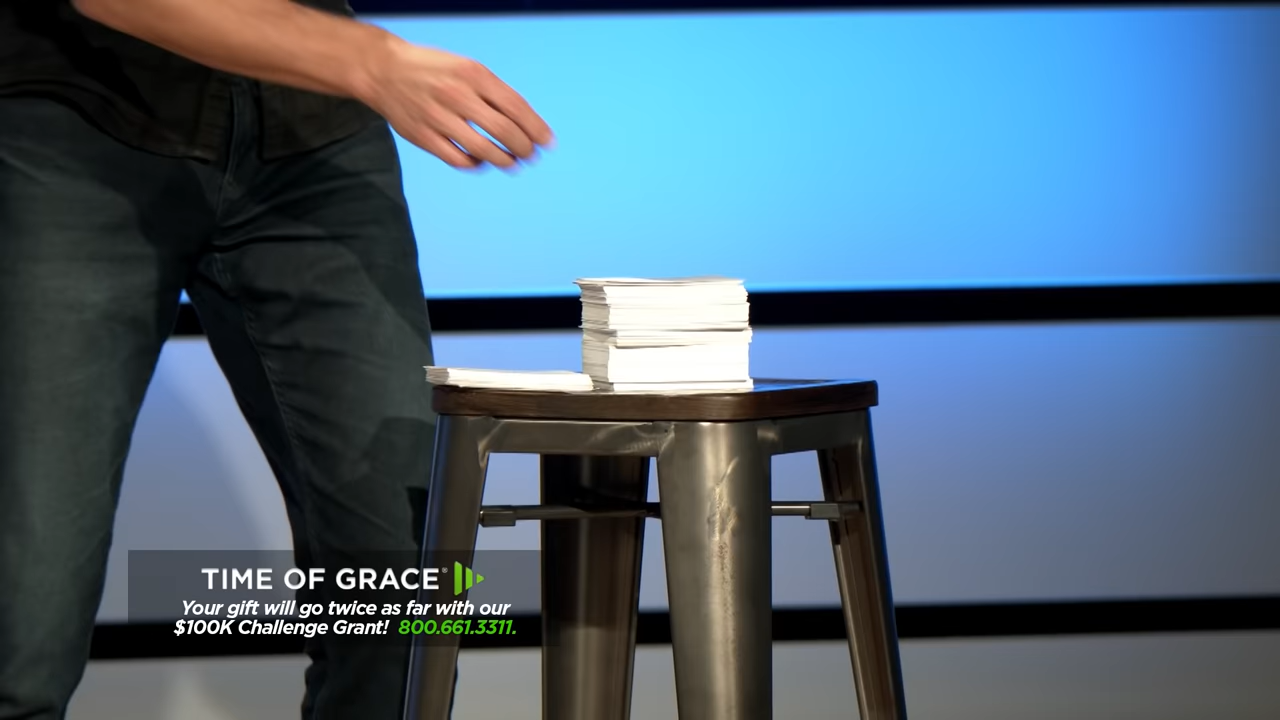 TIME OF GRACE®
Your gift will go twice as far with our
$100K Challenge Grant! 800.661.3311.